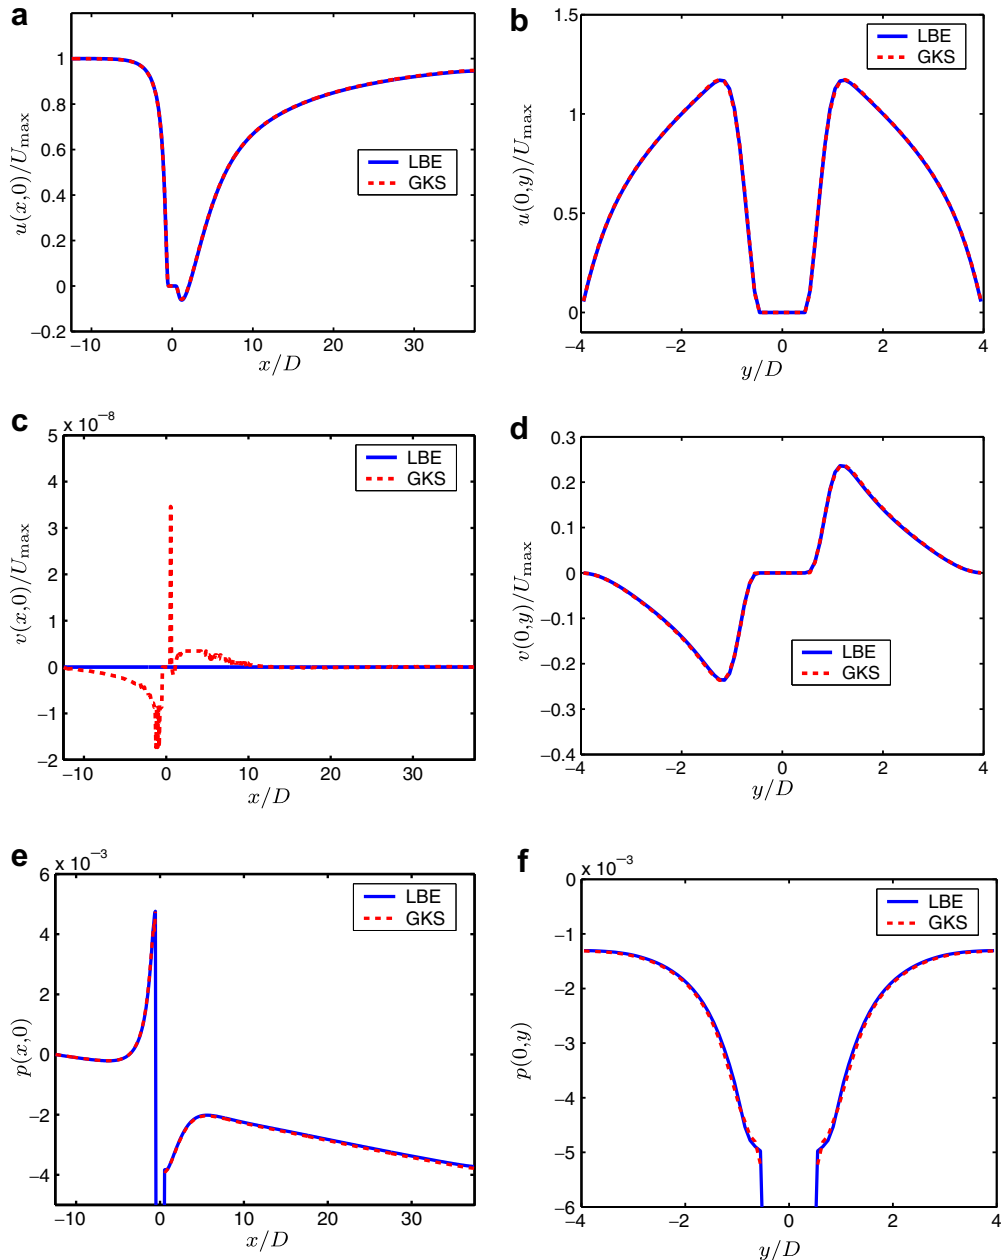 a
1
0.8
0.6
0.4
0.2
0
−0.2
u(x,0)/U_max
−10 0 10 20 30
x/D
LBE
GKS
b
1.5
1
0.5
0
u(0,y)/U_max
−4 −2 0 2 4
y/D
LBE
GKS
c
x 10^−8
5
4
3
2
1
0
−1
−2
v(x,0)/U_max
−10 0 10 20 30
x/D
LBE
GKS
d
0.3
0.2
0.1
0
−0.1
−0.2
−0.3
−0.4
v(0,y)/U_max
−4 −2 0 2 4
y/D
LBE
GKS
e
x 10^−3
6
4
2
0
−2
−4
p(x,0)
−10 0 10 20 30
x/D
LBE
GKS
f
x 10^−3
0
−1
−2
−3
−4
−5
−6
p(0,y)
−4 −2 0 2 4
y/D
LBE
GKS